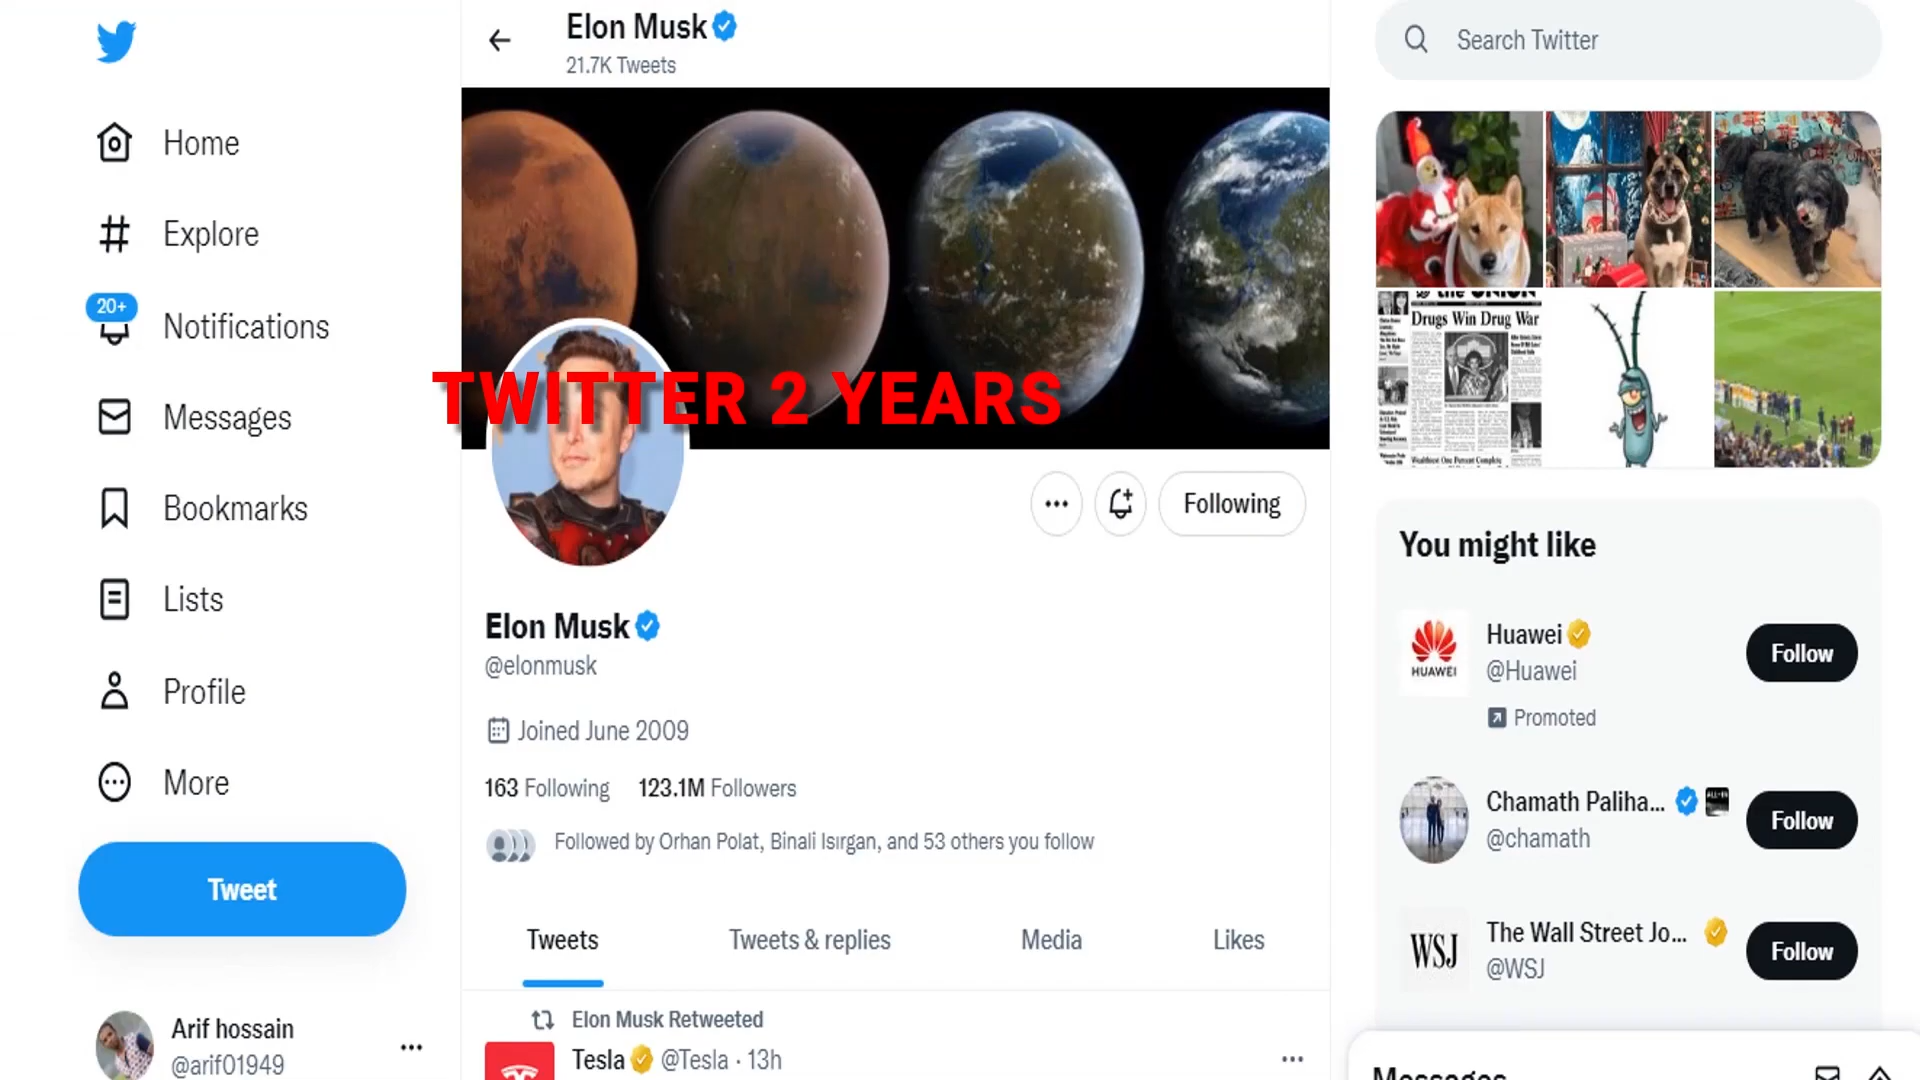 Elon Musk
21.7K Tweets
Search Twitter
Home
Explore
20+
Notifications
Messages
Bookmarks
Lists
Profile
More
Tweet
Arif hossain
@arif01949
TWITTER 2 YEARS
Following
Elon Musk
@elonmusk
Joined June 2009
163 Following 123.1M Followers
Followed by Orhan Polat, Binali Isırgan, and 53 others you follow
Tweets Tweets & replies Media Likes
Elon Musk Retweeted
Tesla @Tesla · 13h
the ONION
Drugs Win Drug War
You might like
Huawei
@Huawei
HUAWEI
Promoted
Follow
Chamath Paliha...
@chamath
Follow
WSJ
The Wall Street Jo...
@WSJ
Follow
Messages